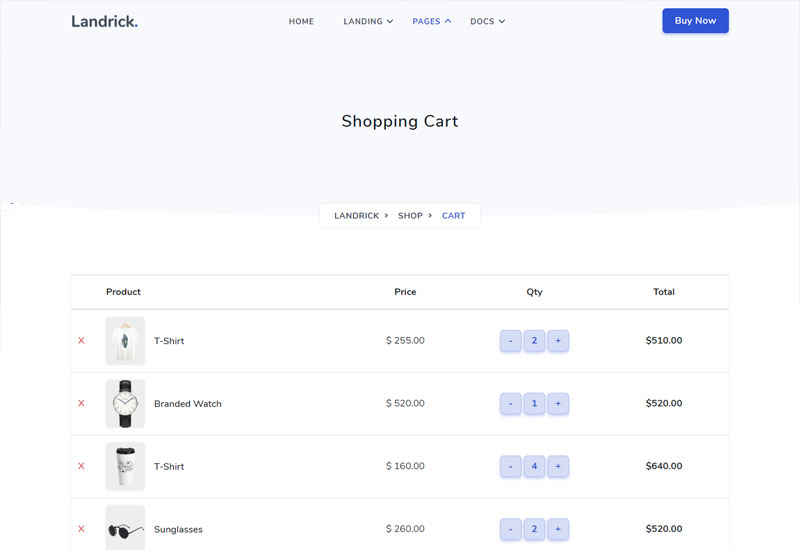 Landrick. HOME LANDING PAGES DOCS Buy Now
Shopping Cart
LANDRICK > SHOP > CART
Product Price Qty Total
X T-Shirt $ 255.00 - 2 + $510.00
X Branded Watch $ 520.00 - 1 + $520.00
X T-Shirt $ 160.00 - 4 + $640.00
X Sunglasses $ 260.00 - 2 + $520.00